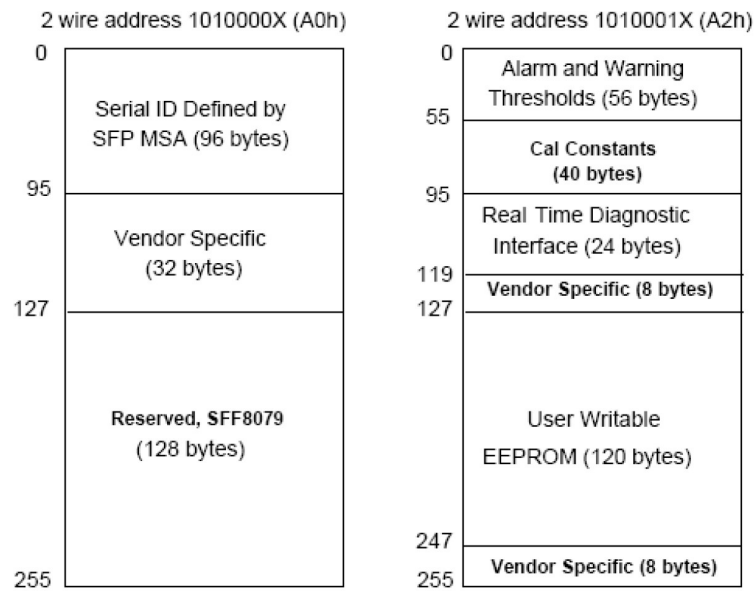 2 wire address 1010000X (A0h)
0
Serial ID Defined by
SFP MSA (96 bytes)
95
Vendor Specific
(32 bytes)
127
Reserved, SFF8079
(128 bytes)
255
2 wire address 1010001X (A2h)
0
Alarm and Warning
Thresholds (56 bytes)
55
Cal Constants
(40 bytes)
95
Real Time Diagnostic
Interface (24 bytes)
119
Vendor Specific (8 bytes)
127
User Writable
EEPROM (120 bytes)
247
Vendor Specific (8 bytes)
255